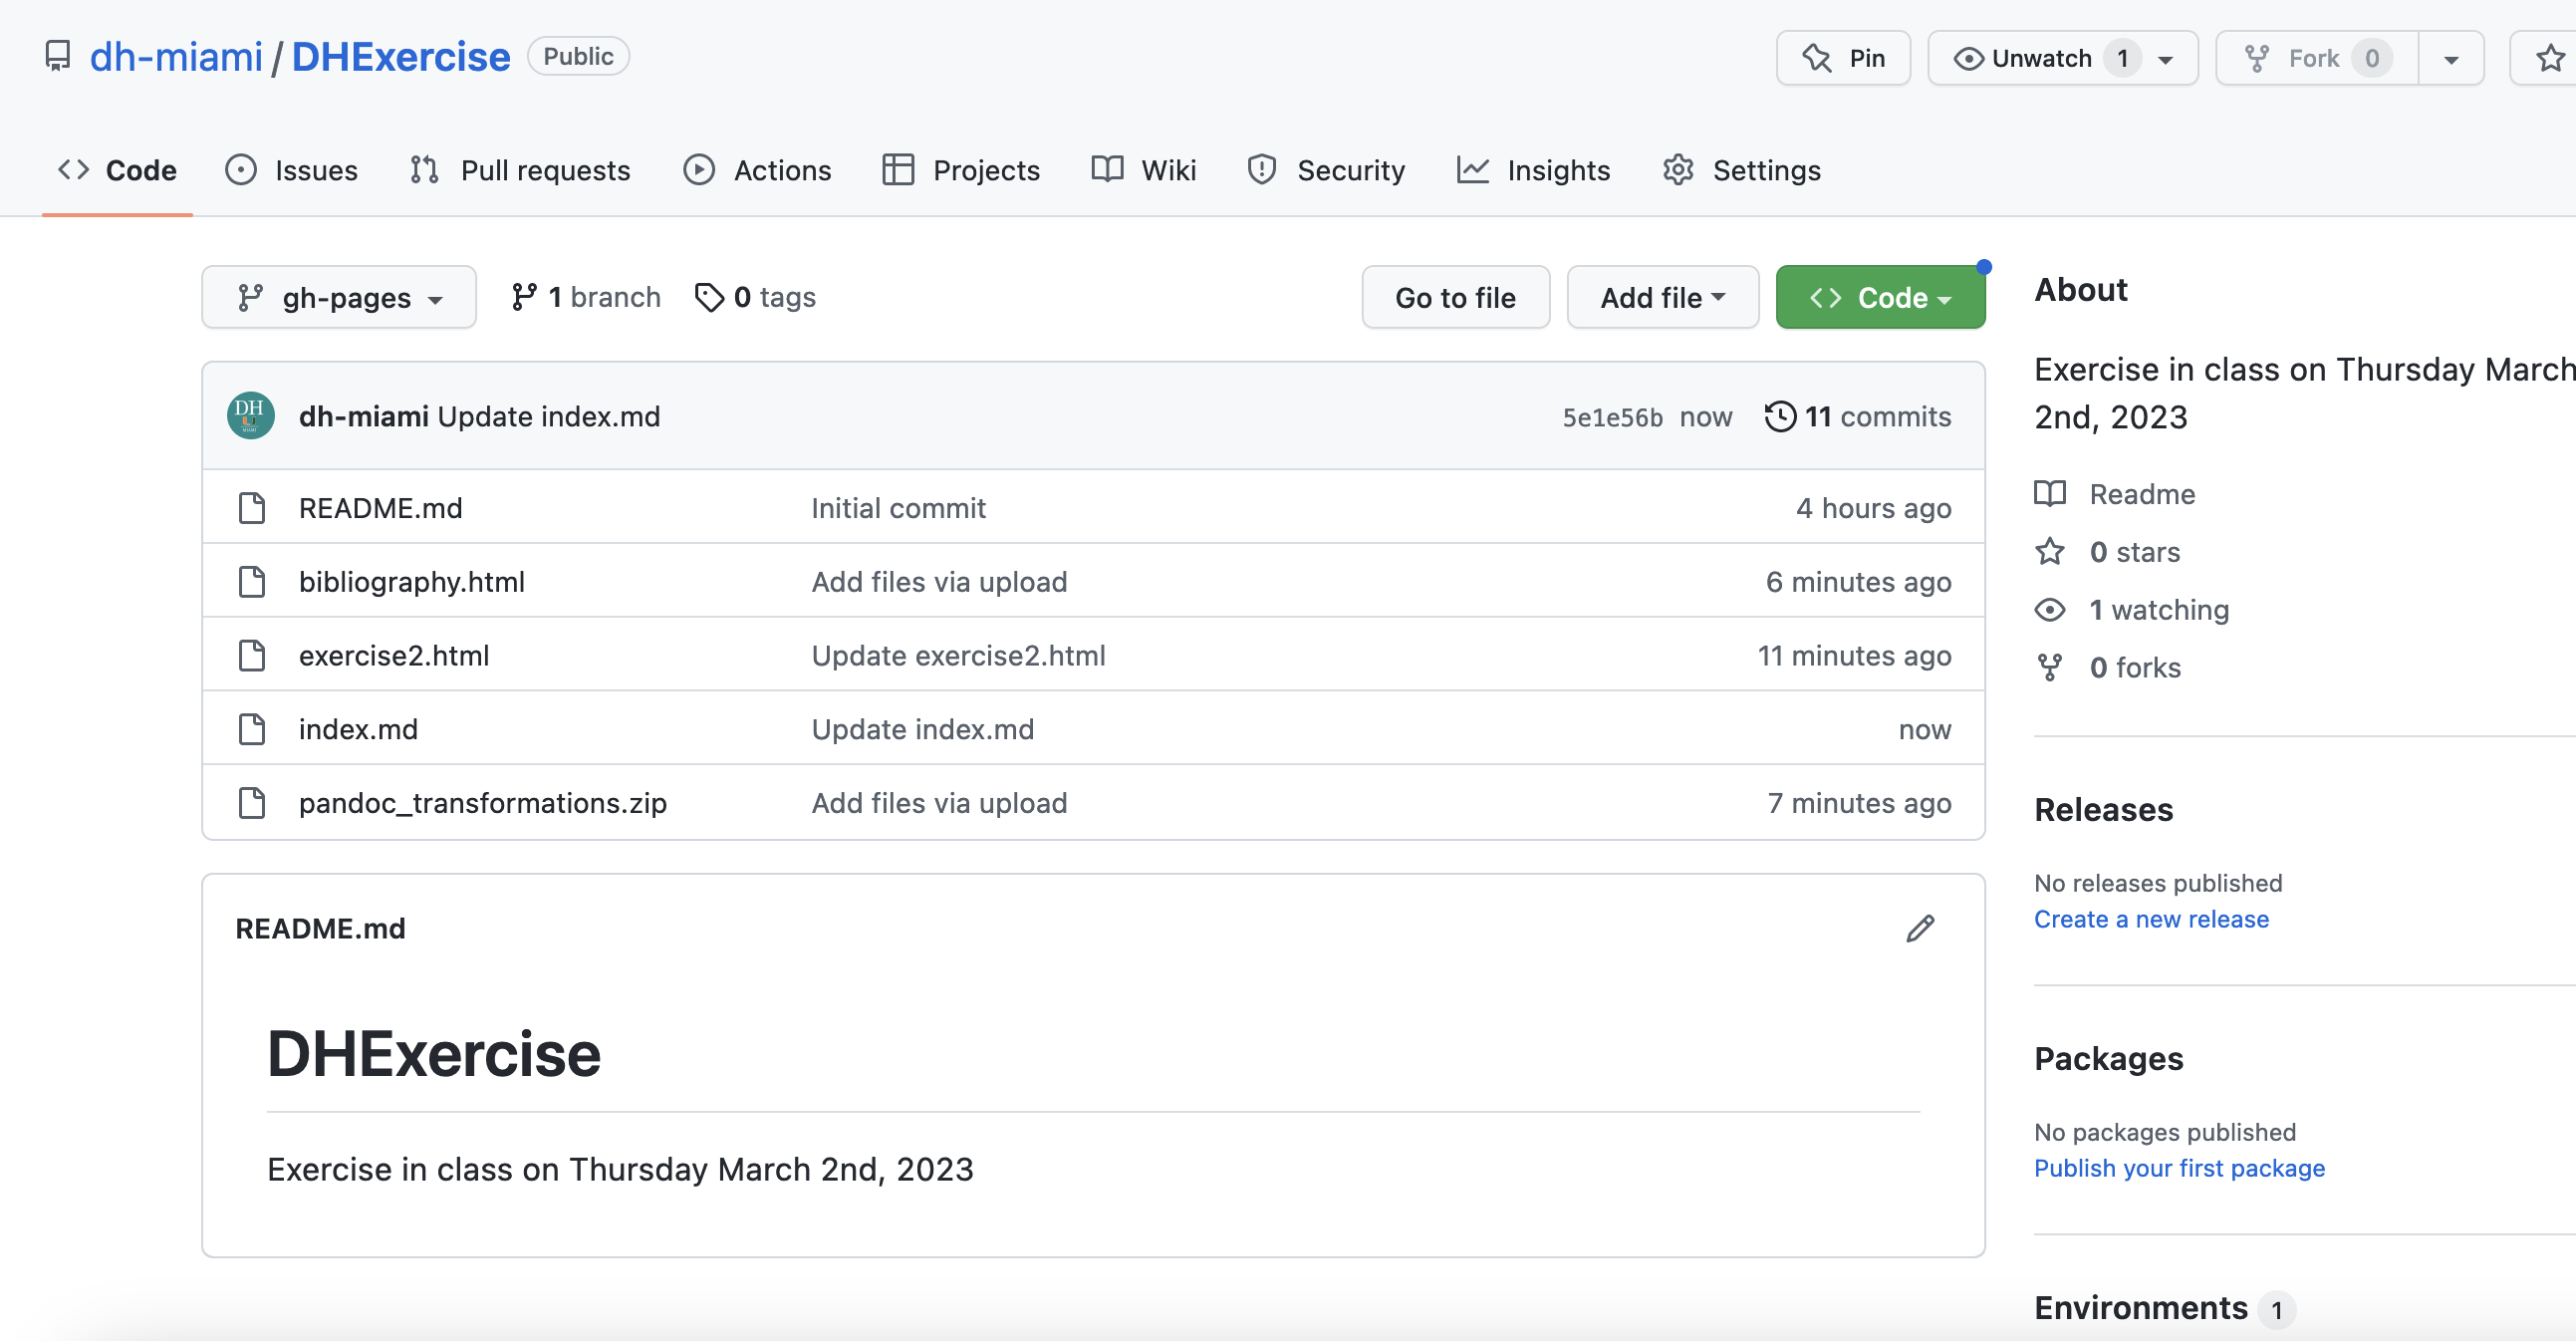 dh-miami / DHExercise Public
Pin Unwatch 1 Fork 0
Code Issues Pull requests Actions Projects Wiki Security Insights Settings
gh-pages 1 branch 0 tags Go to file Add file Code
DH dh-miami Update index.md 5e1e56b now 11 commits
README.md Initial commit 4 hours ago
bibliography.html Add files via upload 6 minutes ago
exercise2.html Update exercise2.html 11 minutes ago
index.md Update index.md now
pandoc_transformations.zip Add files via upload 7 minutes ago
README.md
DHExercise
Exercise in class on Thursday March 2nd, 2023
About
Exercise in class on Thursday March
2nd, 2023
Readme
0 stars
1 watching
0 forks
Releases
No releases published
Create a new release
Packages
No packages published
Publish your first package
Environments 1